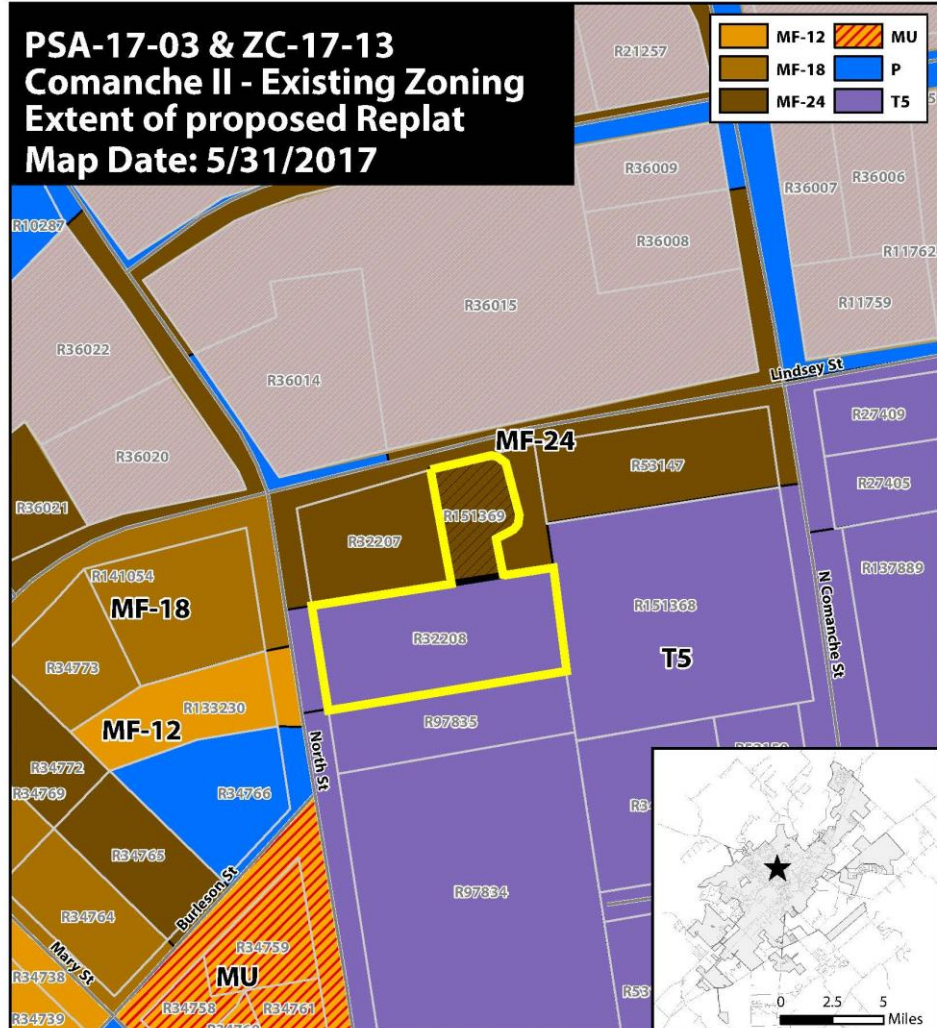 PSA-17-03 & ZC-17-13
Comanche II - Existing Zoning
Extent of proposed Replat
Map Date: 5/31/2017
MF-12
MU
MF-18
P
MF-24
T5
R21257
R36009
R36007
R36006
R10287
R36008
R11762
R36015
R11759
R36022
R36014
Lindsey St
R27409
MF-24
R36020
R53147
R27405
R36021
R151369
R32207
R137889
R141054
N Comanche St
MF-18
R151368
R32208
R34773
T5
R133230
R97835
MF-12
North St
R34772
R34769
R34766
R34765
R97834
Burleson St
R34764
Mary St
R34759
R34738
MU
R34758
R34761
R34739
R53
0 2.5 5
Miles